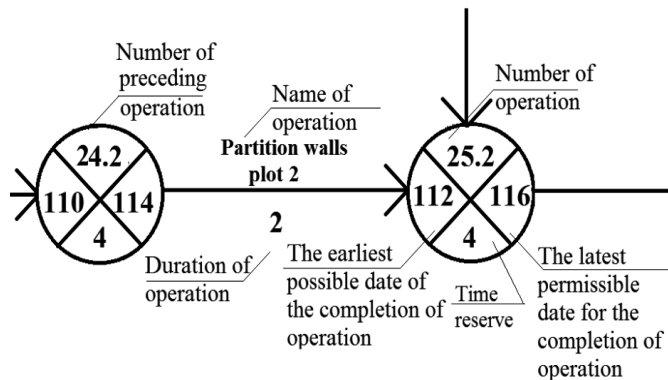 Number of
preceding
operation
Number of
operation
Name of
operation
Partition walls
plot 2
24.2
110
114
4
2
25.2
112
116
4
Duration of
operation
The earliest
possible date of
the completion of
operation
Time
reserve
The latest
permissible
date for the
completion of
operation